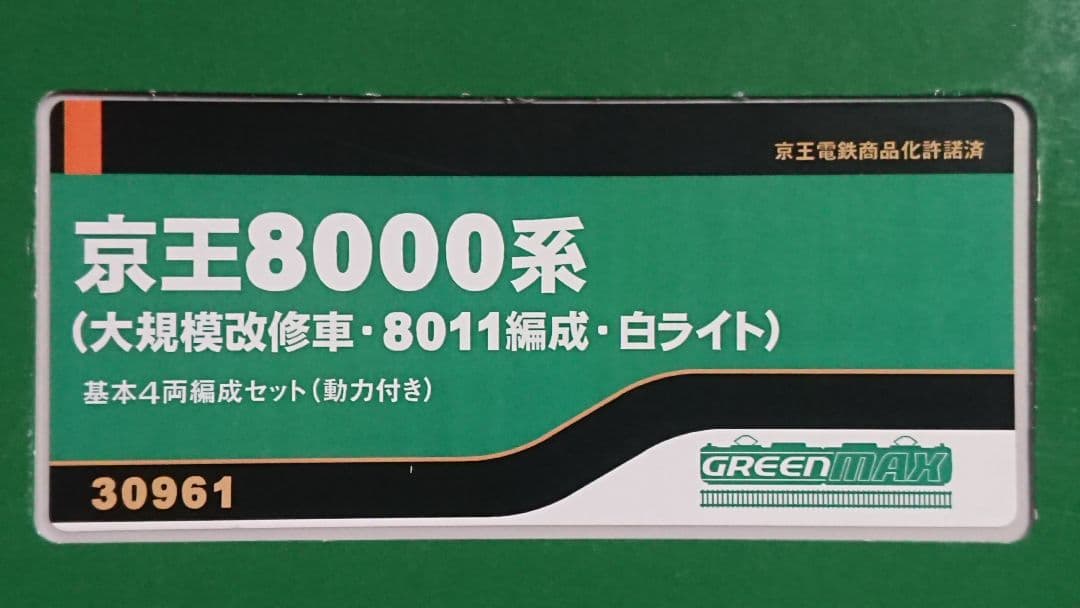 京王電鉄商品化許諾済
京王8000系
(大規模改修車・8011編成・白ライト)
基本4両編成セット(動力付き)
30961
GREENMAX